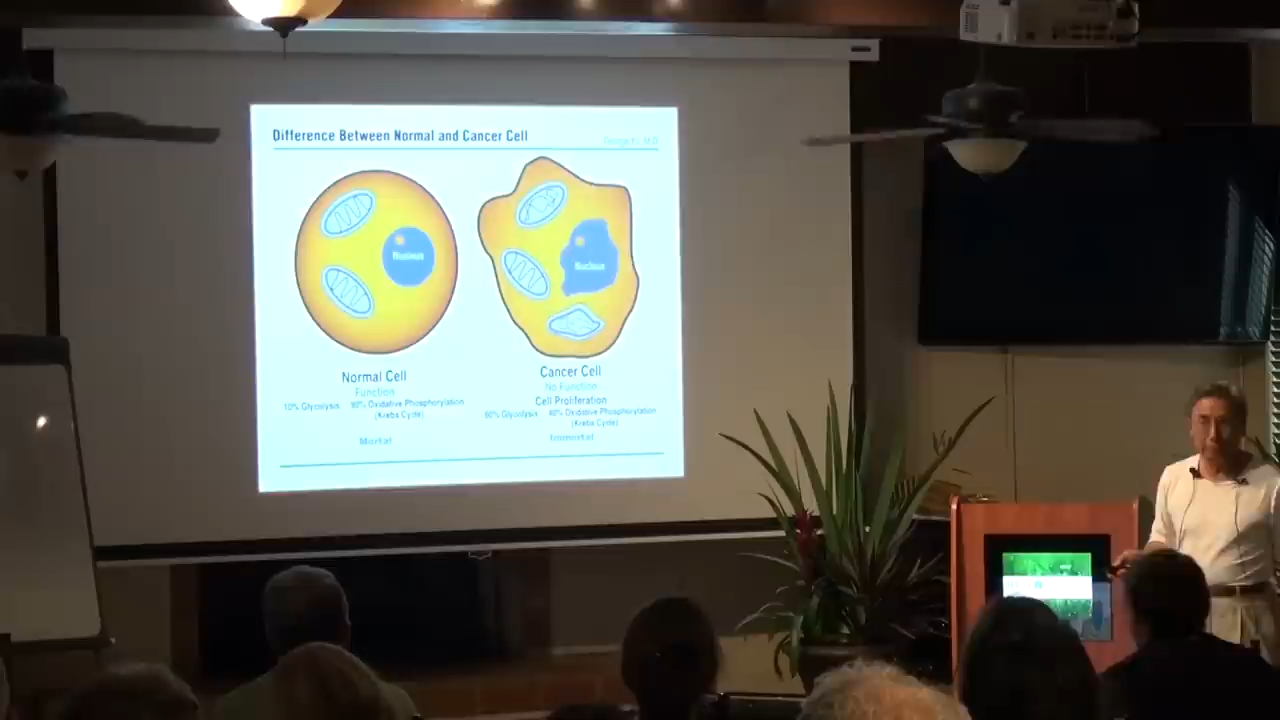 Difference Between Normal and Cancer Cell
M.D.
Nucleus
Nucleus
Normal Cell
Function
10% Glycolysis 90% Oxidative Phosphorylation
(Krebs Cycle)
Mortal
Cancer Cell
No Function
Cell Proliferation
60% Glycolysis 40% Oxidative Phosphorylation
(Krebs Cycle)
Immortal